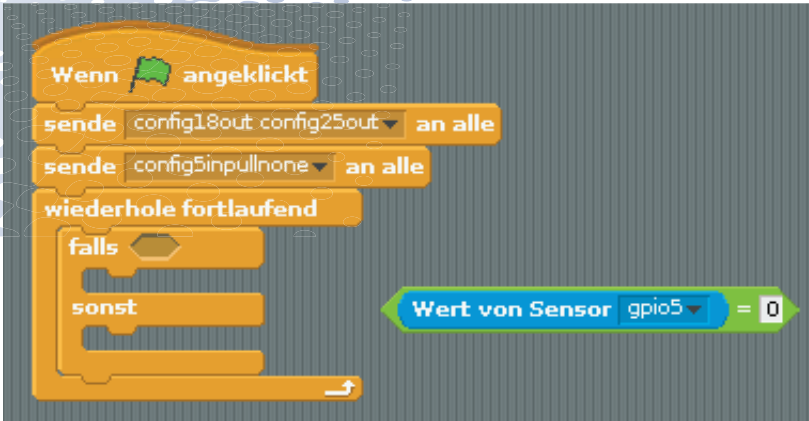 Wenn angeklickt
sende config18out config25out an alle
sende config5inpullnone an alle
wiederhole fortlaufend
falls
sonst
Wert von Sensor gpio5 = 0